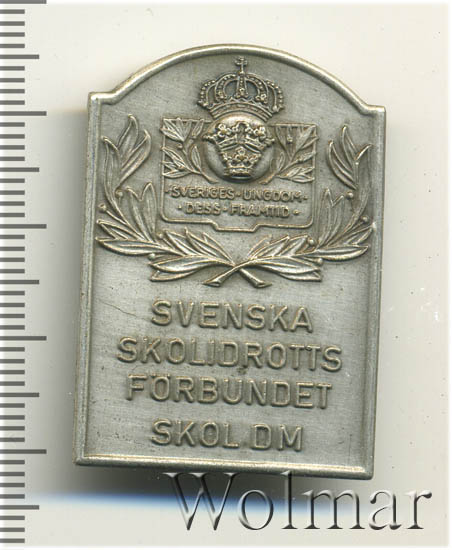 ·SVERIGES·UNGDOM·
·DESS·FRAMTID·
SVENSKA
SKOLIDROTTS
FÖRBUNDET
SKOL DM
Wolmar